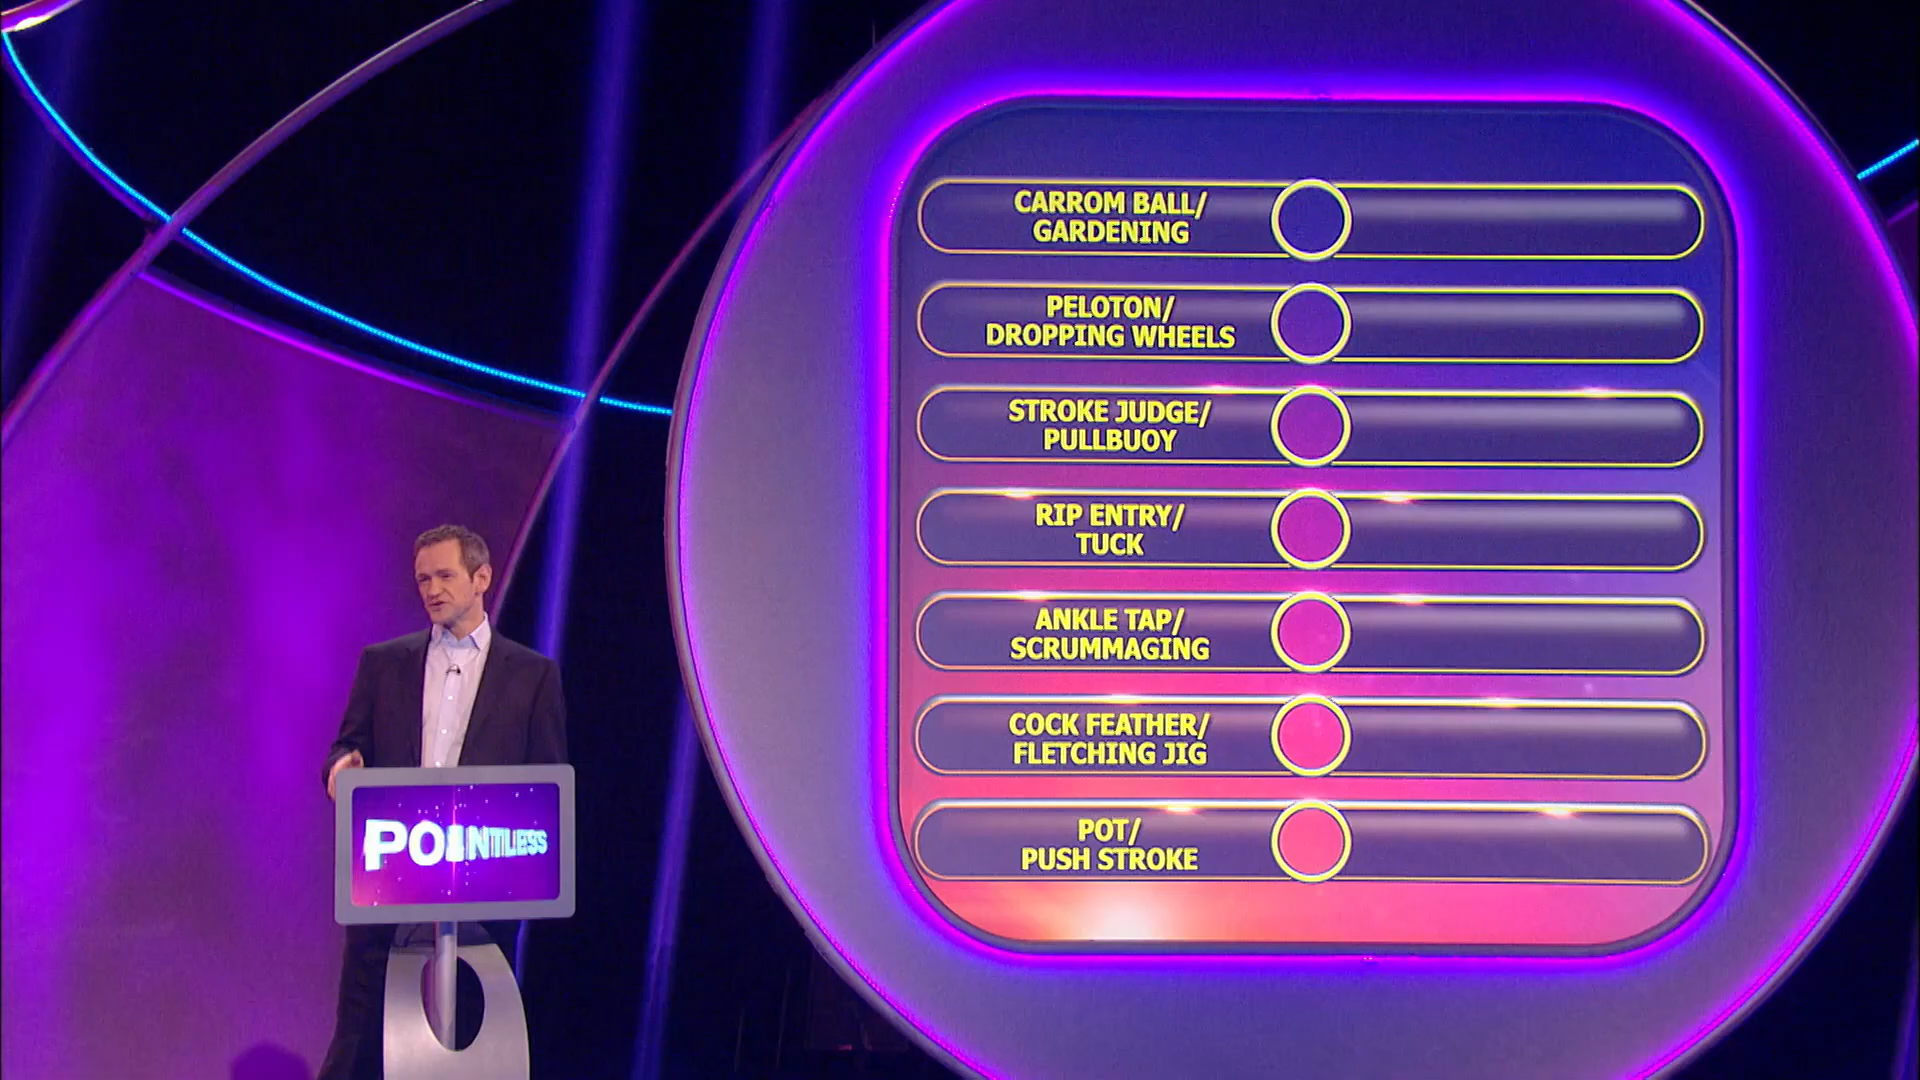 CARROM BALL/
GARDENING
PELOTON/
DROPPING WHEELS
STROKE JUDGE/
PULLBUOY
RIP ENTRY/
TUCK
ANKLE TAP/
SCRUMMAGING
COCK FEATHER/
FLETCHING JIG
POT/
PUSH STROKE
POINTLESS